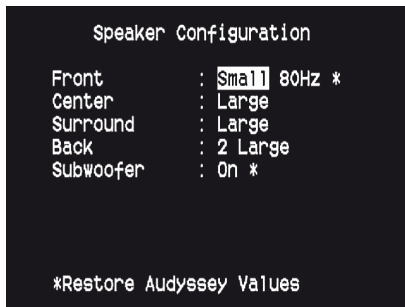 Speaker Configuration
Front : Small 80Hz *
Center : Large
Surround : Large
Back : 2 Large
Subwoofer : On *
*Restore Audyssey Values